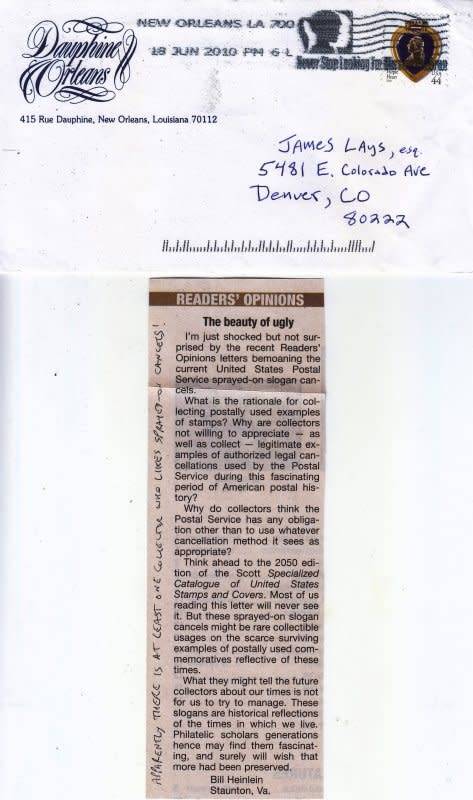 Dauphine
Orleans
415 Rue Dauphine, New Orleans, Louisiana 70112
NEW ORLEANS LA 700
18 JUN 2010 PM 6 L
Never Stop Looking For
USA
44
JAMES LAYS, esq.
5481 E. Colorado Ave
Denver, CO
80222
READERS' OPINIONS
The beauty of ugly
I'm just shocked but not sur-
prised by the recent Readers'
Opinions letters bemoaning the
current United States Postal
Service sprayed-on slogan can-
cels.
What is the rationale for col-
lecting postally used examples
of stamps? Why are collectors
not willing to appreciate — as
well as collect — legitimate ex-
amples of authorized legal can-
cellations used by the Postal
Service during this fascinating
period of American postal his-
tory?
Why do collectors think the
Postal Service has any obliga-
tion other than to use whatever
cancellation method it sees as
appropriate?
Think ahead to the 2050 edi-
tion of the Scott Specialized
Catalogue of United States
Stamps and Covers. Most of us
reading this letter will never see
it. But these sprayed-on slogan
cancels might be rare collectible
usages on the scarce surviving
examples of postally used com-
memoratives reflective of these
times.
What they might tell the future
collectors about our times is not
for us to try to manage. These
slogans are historical reflections
of the times in which we live.
Philatelic scholars generations
hence may find them fascinat-
ing, and surely will wish that
more had been preserved.
Bill Heinlein
Staunton, Va.
APPARENTLY THERE IS AT LEAST ONE COLLECTOR WHO LIKES SPRAYED-ON CANCELS!